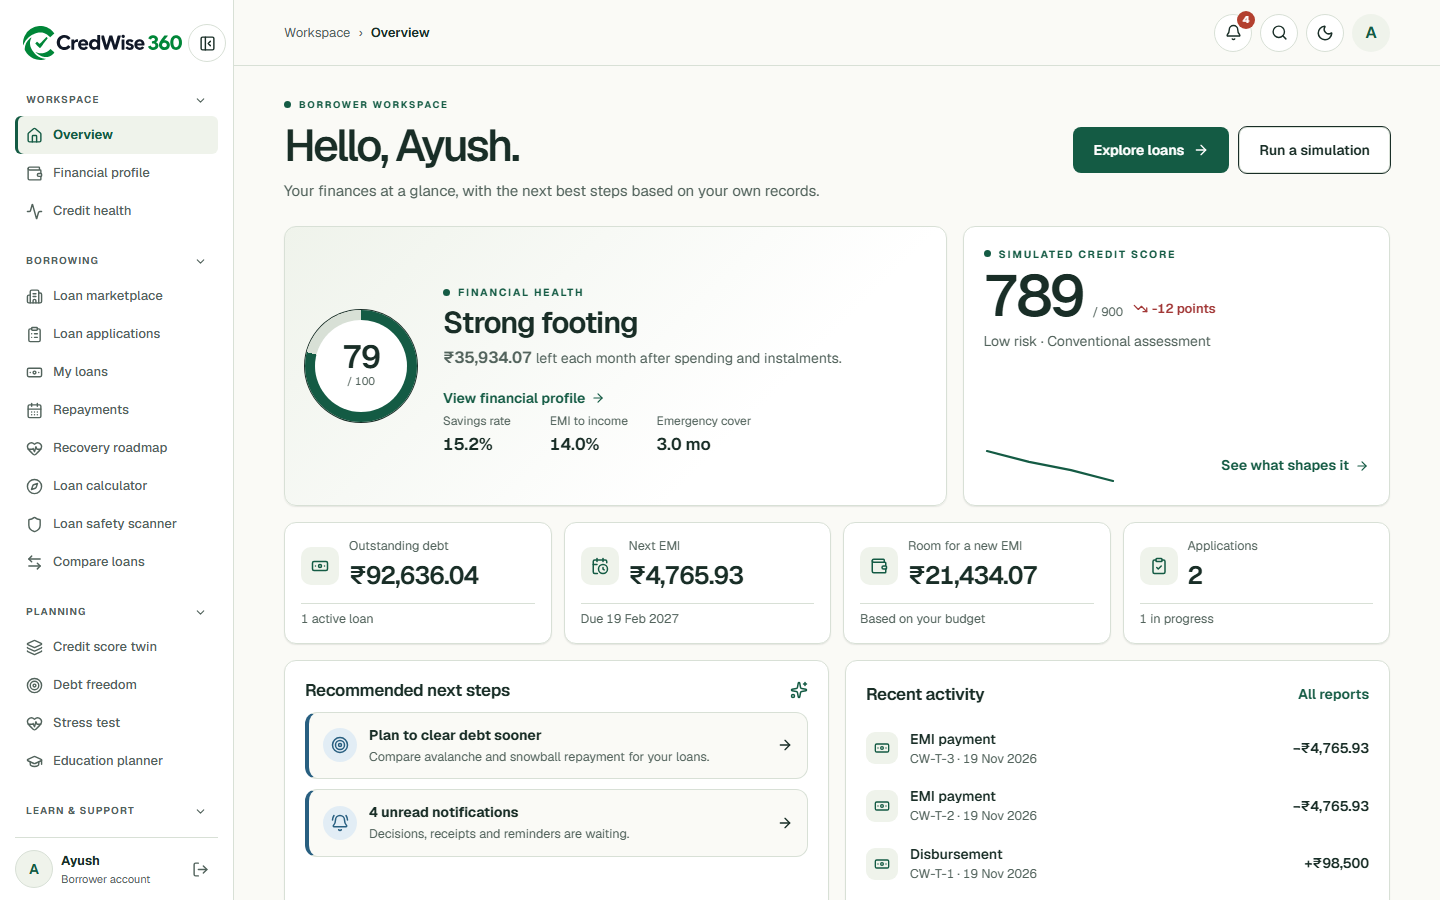 CredWise 360
WORKSPACE
Overview
Financial profile
Credit health
BORROWING
Loan marketplace
Loan applications
My loans
Repayments
Recovery roadmap
Loan calculator
Loan safety scanner
Compare loans
PLANNING
Credit score twin
Debt freedom
Stress test
Education planner
LEARN & SUPPORT
A
Ayush
Borrower account
Workspace › Overview
4
A
BORROWER WORKSPACE
Hello, Ayush.
Your finances at a glance, with the next best steps based on your own records.
Explore loans →
Run a simulation
79
/ 100
FINANCIAL HEALTH
Strong footing
₹35,934.07 left each month after spending and instalments.
View financial profile →
Savings rate
15.2%
EMI to income
14.0%
Emergency cover
3.0 mo
SIMULATED CREDIT SCORE
789 / 900 -12 points
Low risk · Conventional assessment
See what shapes it →
Outstanding debt
₹92,636.04
1 active loan
Next EMI
₹4,765.93
Due 19 Feb 2027
Room for a new EMI
₹21,434.07
Based on your budget
Applications
2
1 in progress
Recommended next steps
Plan to clear debt sooner
Compare avalanche and snowball repayment for your loans.
4 unread notifications
Decisions, receipts and reminders are waiting.
Recent activity
All reports
EMI payment
CW-T-3 · 19 Nov 2026
−₹4,765.93
EMI payment
CW-T-2 · 19 Nov 2026
−₹4,765.93
Disbursement
CW-T-1 · 19 Nov 2026
+₹98,500